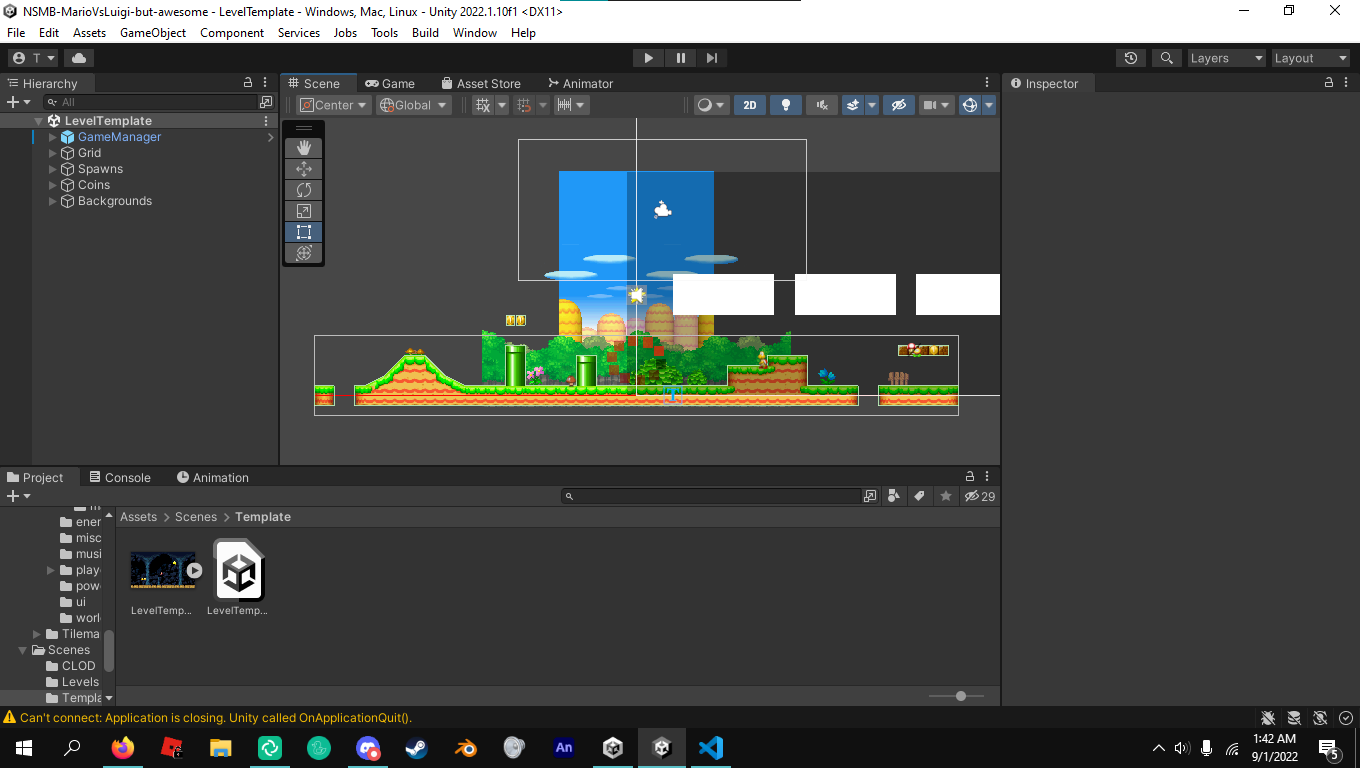 NSMB-MarioVsLuigi-but-awesome - LevelTemplate - Windows, Mac, Linux - Unity 2022.1.10f1 <DX11>
File Edit Assets GameObject Component Services Jobs Tools Build Window Help
T Layers Layout
Hierarchy Scene Game Asset Store Animator Inspector
All Center Global 2D
LevelTemplate
GameManager
Grid
Spawns
Coins
Backgrounds
Project Console Animation
29
Assets Scenes Template
ener
misc
musi
play
pow
ui
worl
Tilema
Scenes
CLOD
Levels
Templa
LevelTemp... LevelTemp...
Can't connect: Application is closing. Unity called OnApplicationQuit().
An
1:42 AM
9/1/2022
5